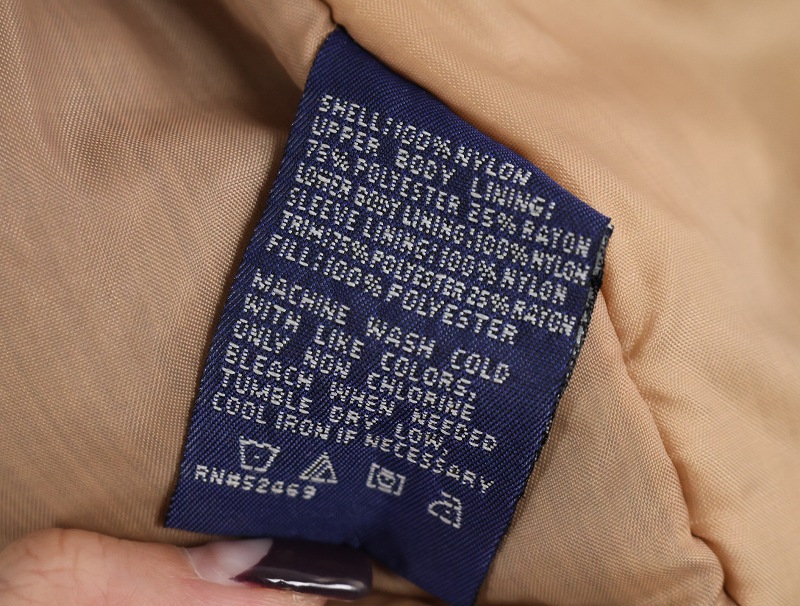 SHELL:100%NYLON
UPPER BODY LINING:
75%POLYESTER 25%RAYON
LOWER BODY LINING:100%NYLON
SLEEVE LINING:100%NYLON
TRIM:75%POLYESTER25%RAYON
FILL:100%POLYESTER
MACHINE WASH COLD
WITH LIKE COLORS;
ONLY NON CHLORINE
BLEACH WHEN NEEDED
TUMBLE DRY LOW;
COOL IRON IF NECESSARY
RN#52469